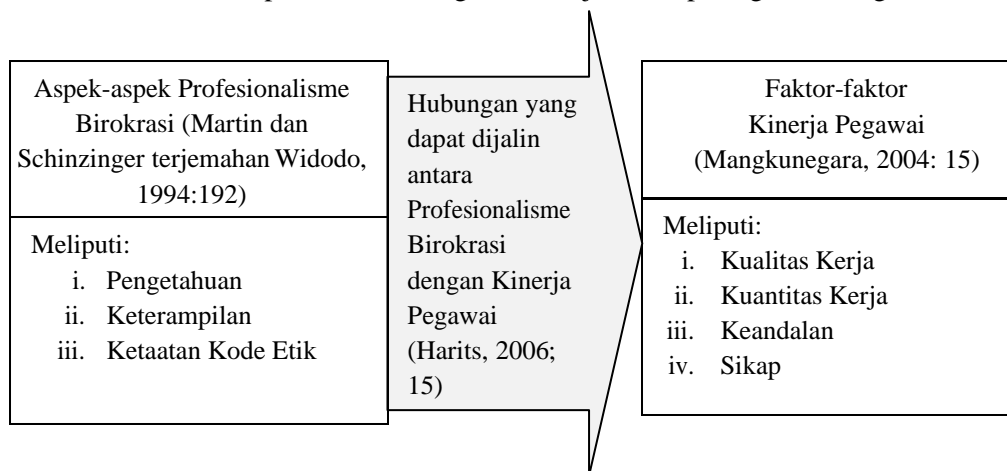 Aspek-aspek Profesionalisme
Birokrasi (Martin dan
Schinzinger terjemahan Widodo,
1994:192)
Meliputi:
i. Pengetahuan
ii. Keterampilan
iii. Ketaatan Kode Etik
Hubungan yang
dapat dijalin
antara
Profesionalisme
Birokrasi
dengan Kinerja
Pegawai
(Harits, 2006;
15)
Faktor-faktor
Kinerja Pegawai
(Mangkunegara, 2004: 15)
Meliputi:
i. Kualitas Kerja
ii. Kuantitas Kerja
iii. Keandalan
iv. Sikap